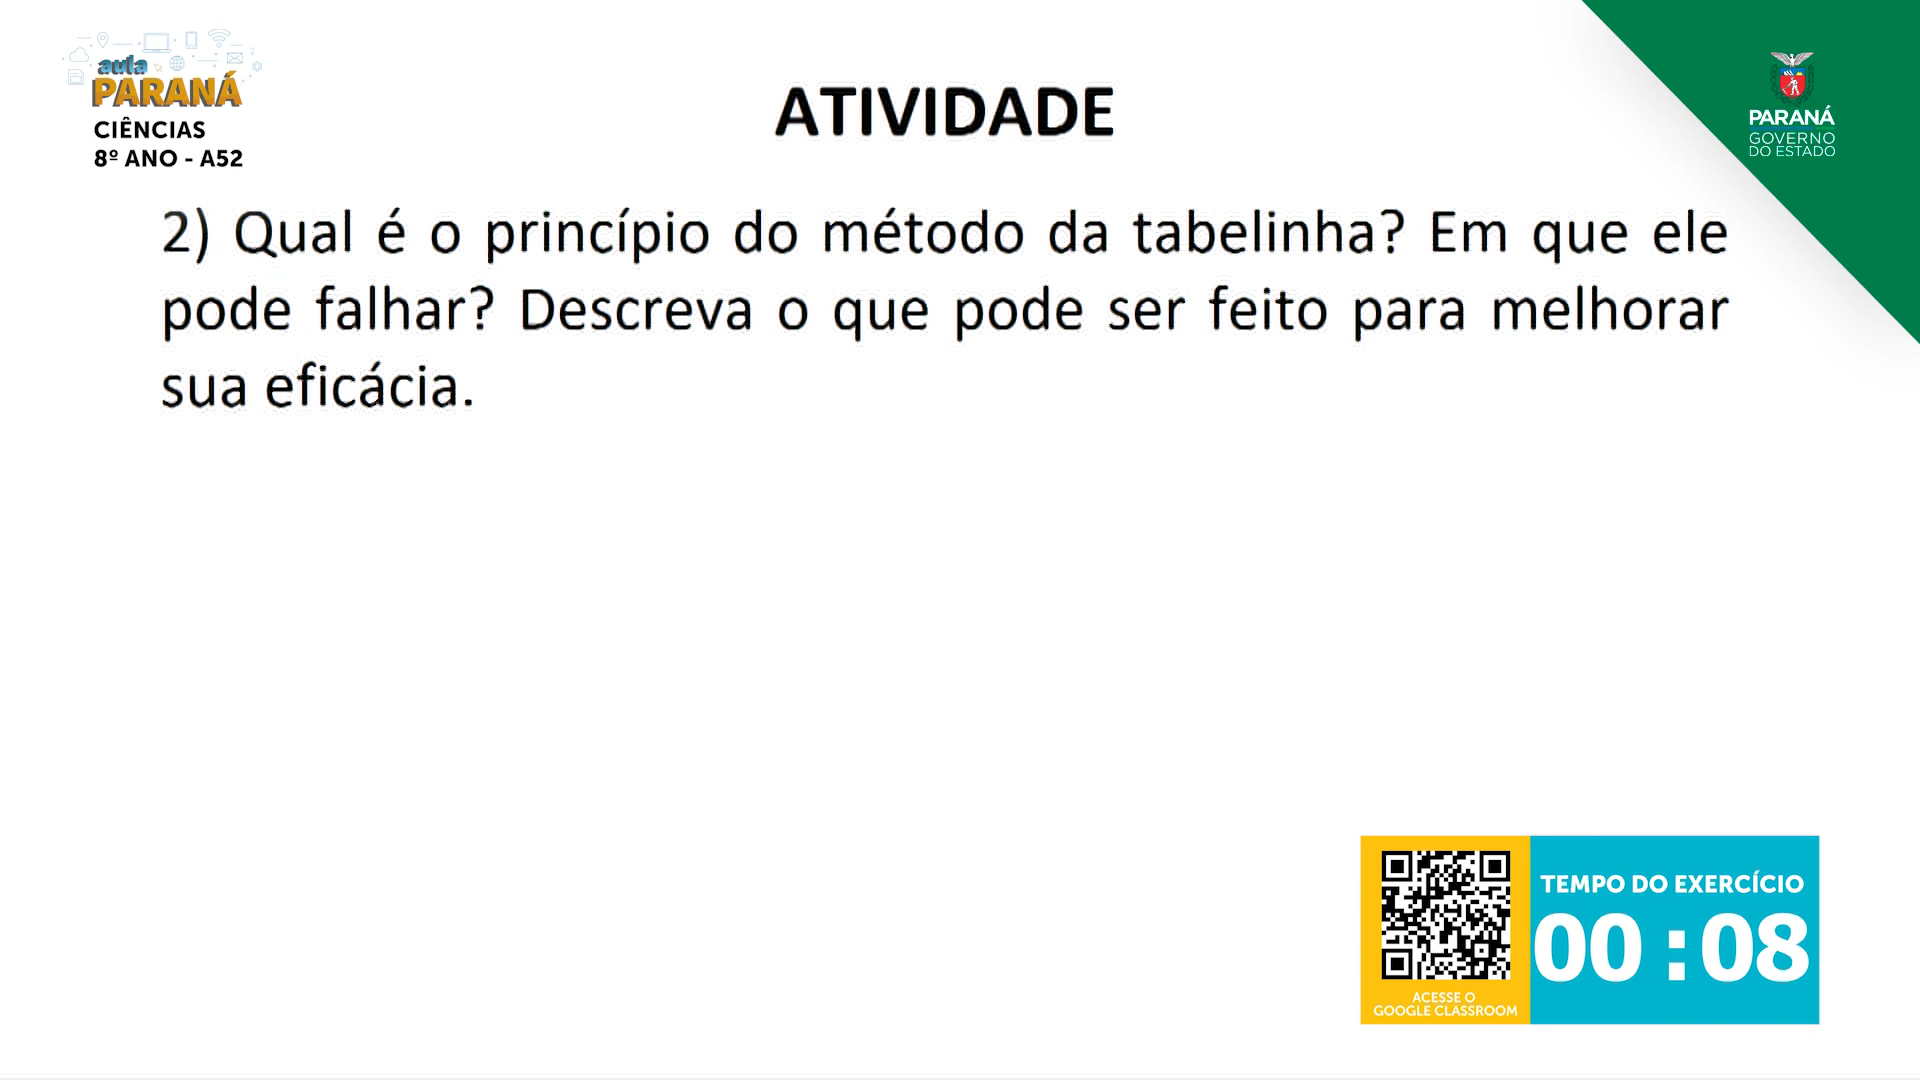 aula
PARANÁ
CIÊNCIAS
8º ANO - A52
ATIVIDADE
PARANÁ
GOVERNO
DO ESTADO
2) Qual é o princípio do método da tabelinha? Em que ele
pode falhar? Descreva o que pode ser feito para melhorar
sua eficácia.
TEMPO DO EXERCÍCIO
00 : 08
ACESSE O
GOOGLE CLASSROOM